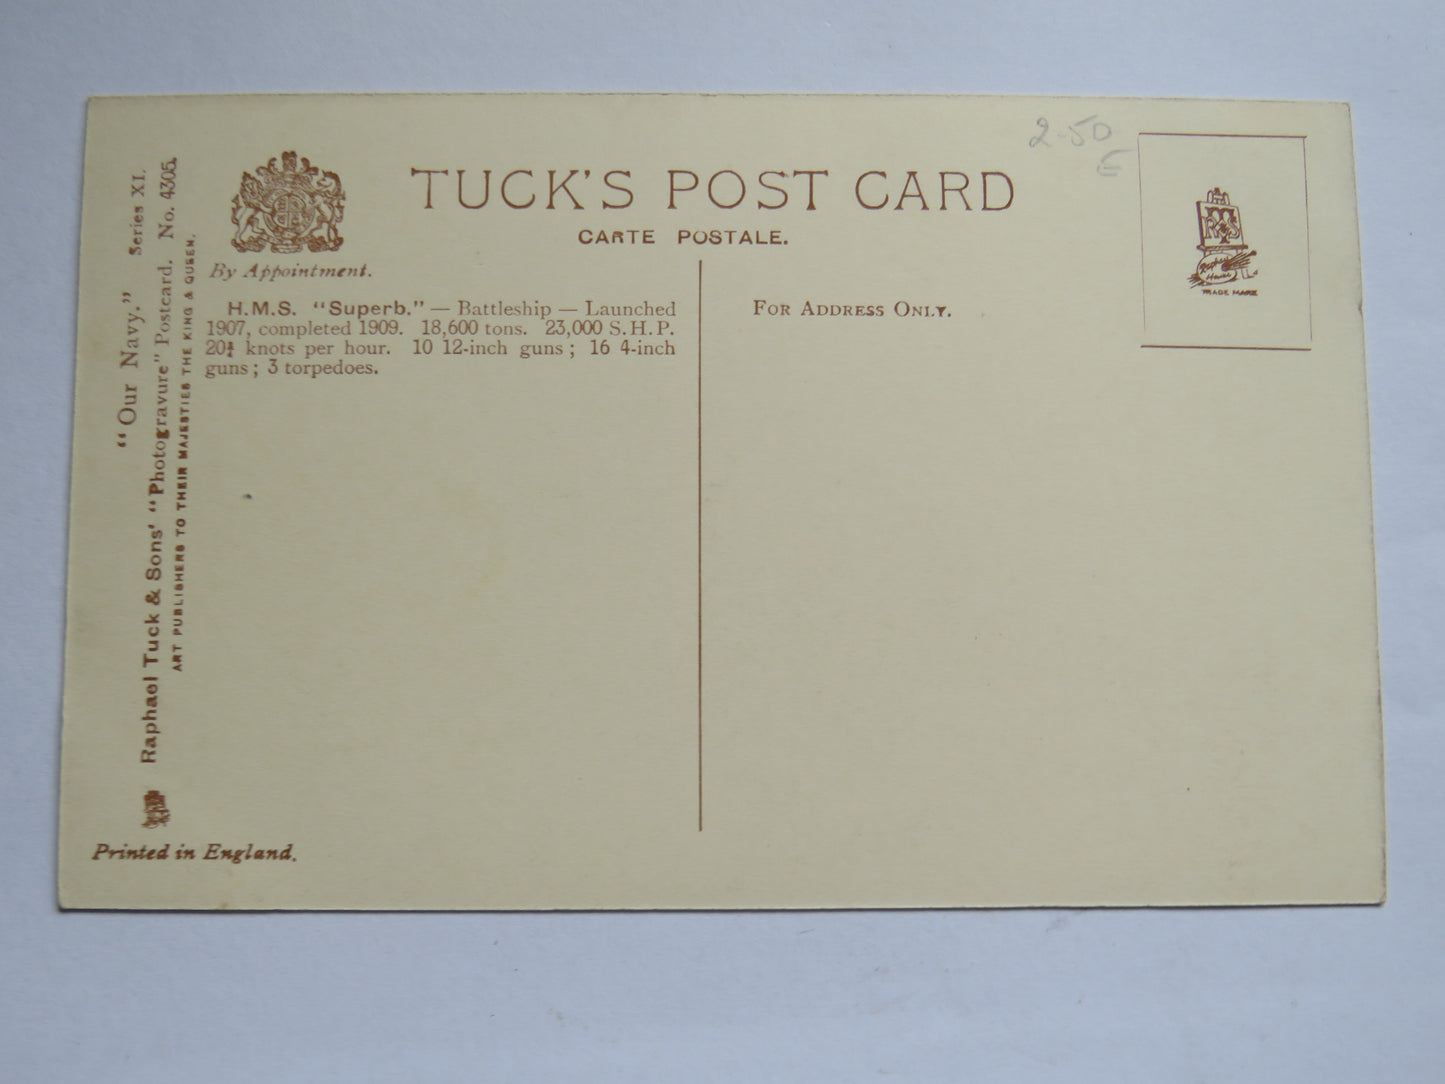 TUCK'S POST CARD
CARTE POSTALE.
By Appointment.
H.M.S. "Superb." — Battleship — Launched
1907, completed 1909. 18,600 tons. 23,000 S.H.P.
20¾ knots per hour. 10 12-inch guns; 16 4-inch
guns; 3 torpedoes.
FOR ADDRESS ONLY.
2-50
E
Raphael
House
TRADE MARK
"Our Navy." Series XI.
Raphael Tuck & Sons' "Photogravure" Postcard. No. 4305.
ART PUBLISHERS TO THEIR MAJESTIES THE KING & QUEEN.
Printed in England.